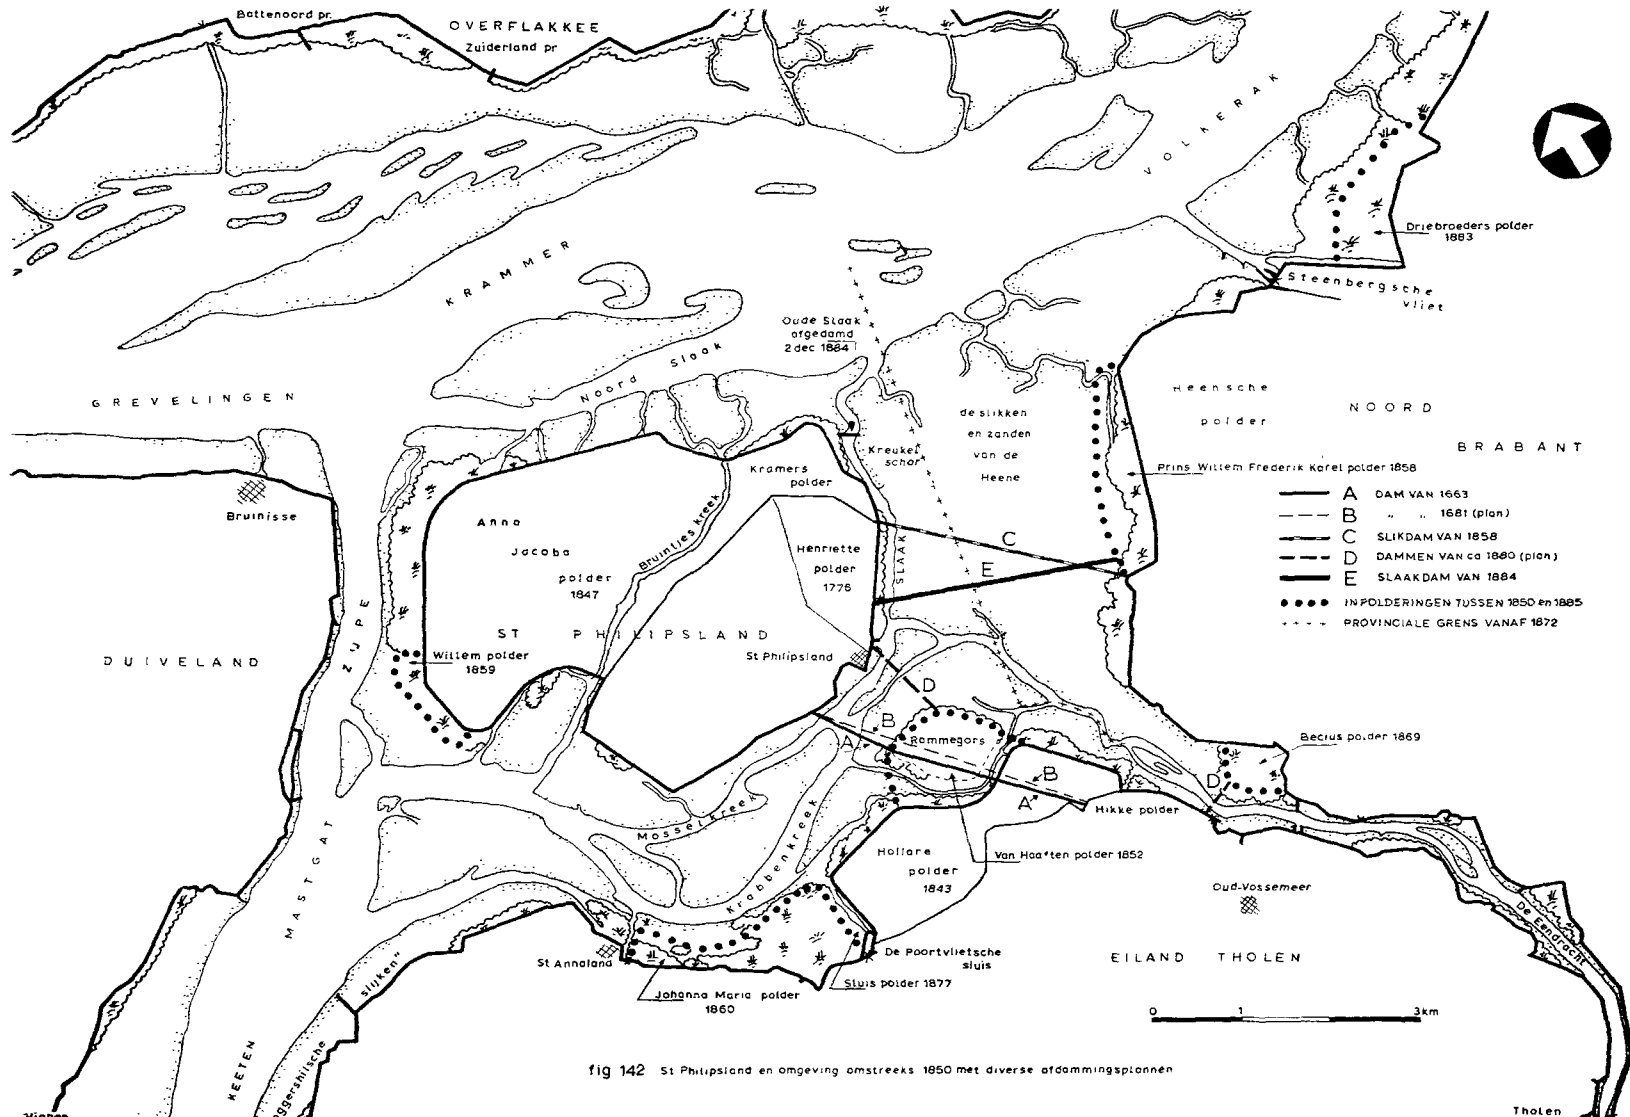 Battenoord pr.
OVERFLAKKEE
Zuiderland pr
VOLKERAK
KRAMMER
Driebroeders polder
1883
Steenbergsche
Vliet
Oude Slaak
afgedamd
2 dec 1884
Noord Slaak
GREVELINGEN
de slikken
en zanden
van de
Heene
Heensche
polder
NOORD
BRABANT
Kreukel
schor
Kramers
polder
Prins Willem Frederik Karel polder 1858
A DAM VAN 1663
B " " 1681 (plan)
C SLIKDAM VAN 1858
D DAMMEN VAN ca 1880 (plan)
E SLAAKDAM VAN 1884
INPOLDERINGEN TUSSEN 1850 en 1885
PROVINCIALE GRENS VANAF 1872
Bruinisse
Anna
Jacoba
polder
1847
Bruintjes kreek
Henriette
polder
1776
SLAAK
C
E
ST PHILIPSLAND
St Philipsland
DUIVELAND
ZIJPE
Willem polder
1859
D
B
A
Rammegors
B
A
Becius polder 1869
D
Hikke polder
Mosselkreek
Krabbenkreek
Hollare
polder
1843
Van Haaften polder 1852
Oud-Vossemeer
MASTGAT
De Eendracht
St Annaland
De Poortvlietsche
sluis
EILAND THOLEN
Sluis polder 1877
Johanna Maria polder
1860
slijken"
KEETEN
ggershilsche
0 1 3km
fig 142 St Philipsland en omgeving omstreeks 1850 met diverse afdammingsplannen
Tholen